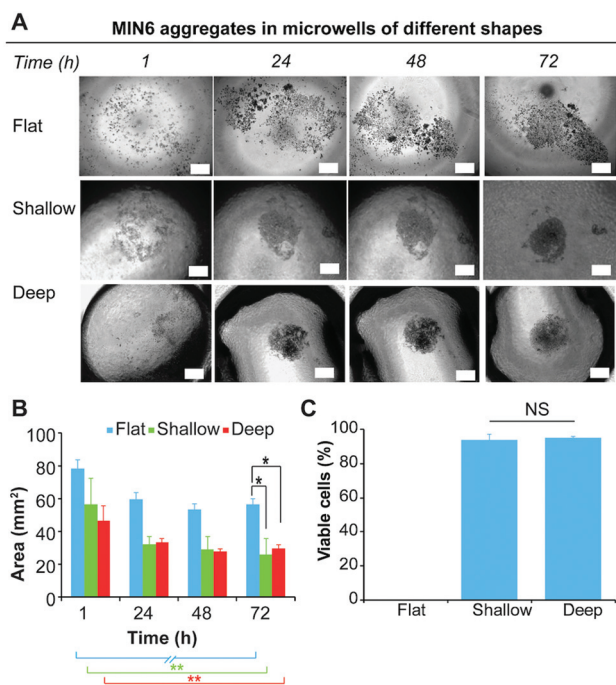 A
MIN6 aggregates in microwells of different shapes
Time (h) 1 24 48 72
Flat
Shallow
Deep
B
Flat Shallow Deep
Area (mm²)
100
80
60
40
20
0
*
*
1 24 48 72
Time (h)
**
**
C
NS
Viable cells (%)
100
80
60
40
20
0
Flat Shallow Deep